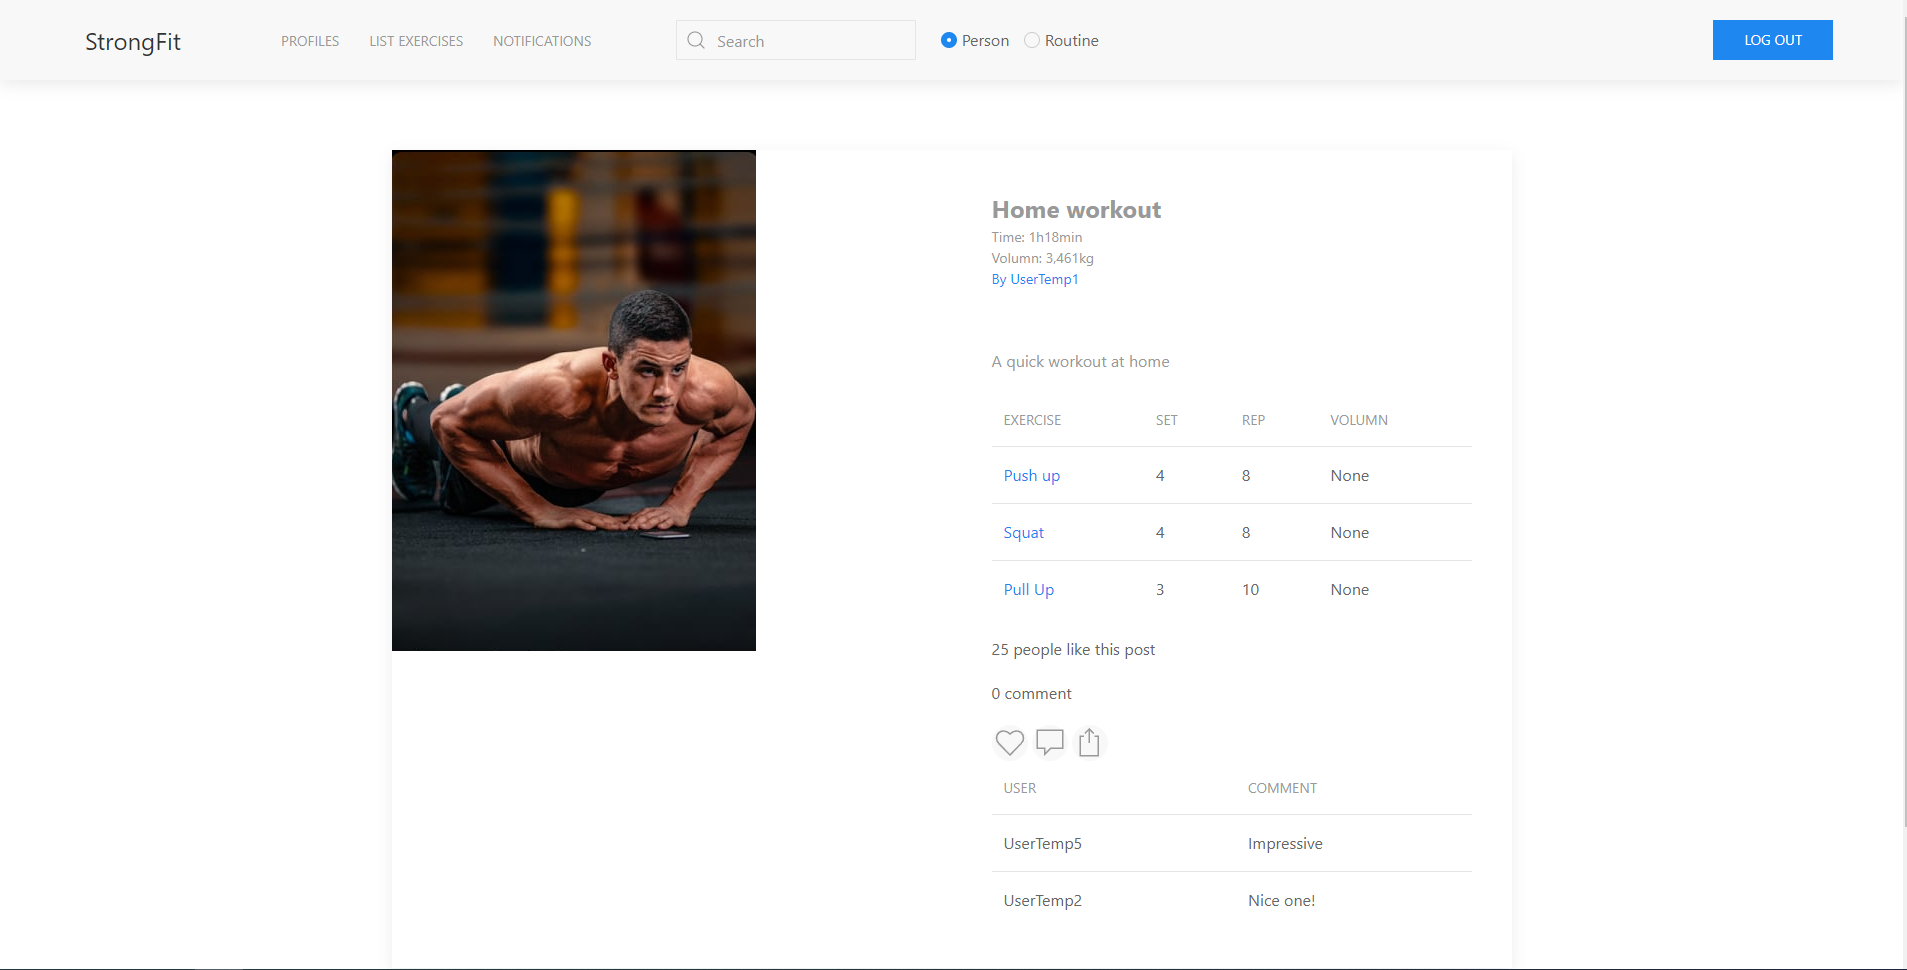 StrongFit PROFILES LIST EXERCISES NOTIFICATIONS Search Person Routine LOG OUT
Home workout
Time: 1h18min
Volumn: 3,461kg
By UserTemp1
A quick workout at home
EXERCISE SET REP VOLUMN
Push up 4 8 None
Squat 4 8 None
Pull Up 3 10 None
25 people like this post
0 comment
USER COMMENT
UserTemp5 Impressive
UserTemp2 Nice one!